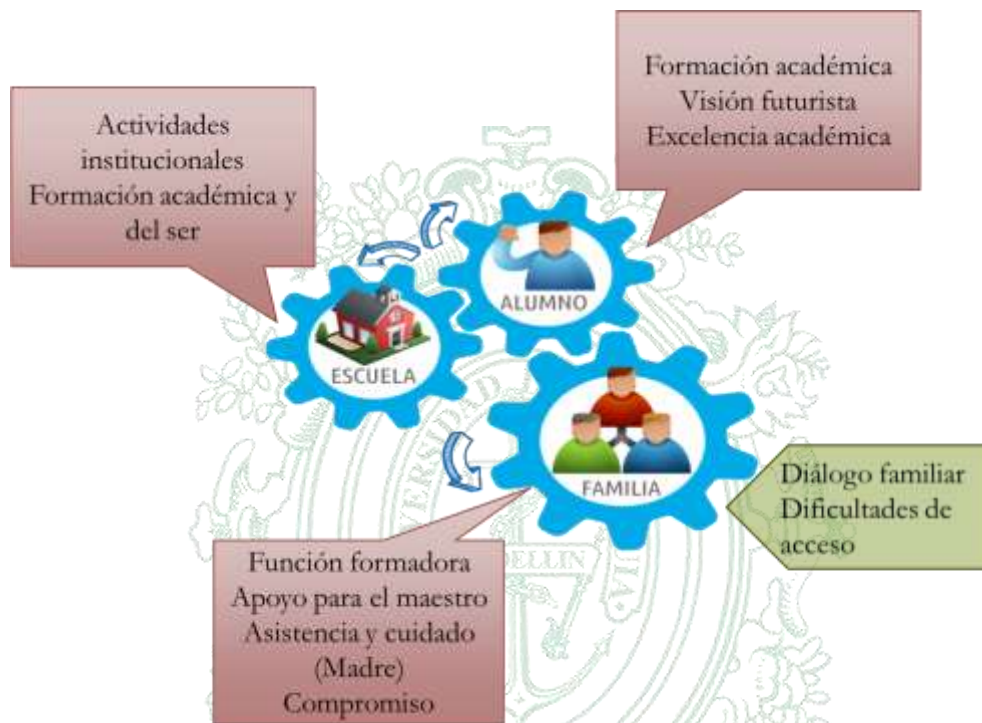 Formación académica
Visión futurista
Excelencia académica
Actividades
institucionales
Formación académica y
del ser
ALUMNO
ESCUELA
FAMILIA
Diálogo familiar
Dificultades de
acceso
Función formadora
Apoyo para el maestro
Asistencia y cuidado
(Madre)
Compromiso